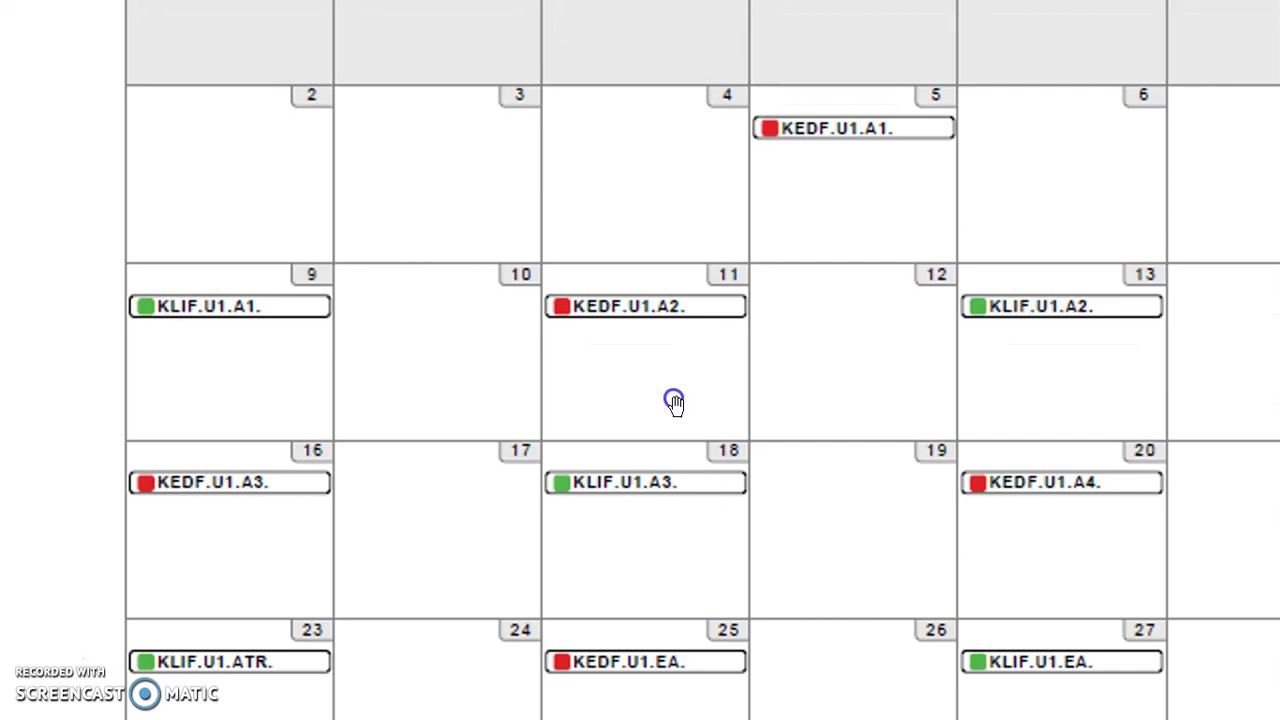 2 3 4 5 6
KEDF.U1.A1.
9 10 11 12 13
KLIF.U1.A1. KEDF.U1.A2. KLIF.U1.A2.
16 17 18 19 20
KEDF.U1.A3. KLIF.U1.A3. KEDF.U1.A4.
23 24 25 26 27
KLIF.U1.ATR. KEDF.U1.EA. KLIF.U1.EA.
RECORDED WITH
SCREENCAST MATIC